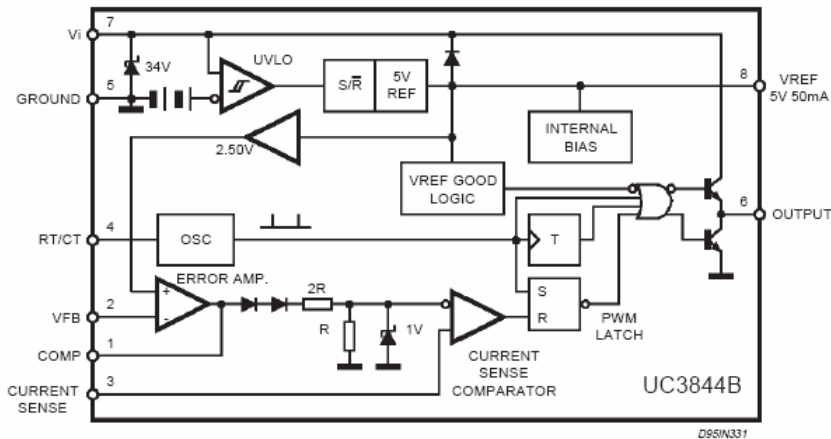 7
Vi
34V
UVLO
5
GROUND
S/R̅
5V
REF
8
VREF
5V 50mA
INTERNAL
BIAS
2.50V
VREF GOOD
LOGIC
6
OUTPUT
4
RT/CT
OSC
T
ERROR AMP.
+
-
2R
S
R
PWM
LATCH
2
VFB
R
1V
1
COMP
CURRENT
SENSE
COMPARATOR
3
CURRENT
SENSE
UC3844B
D95IN331